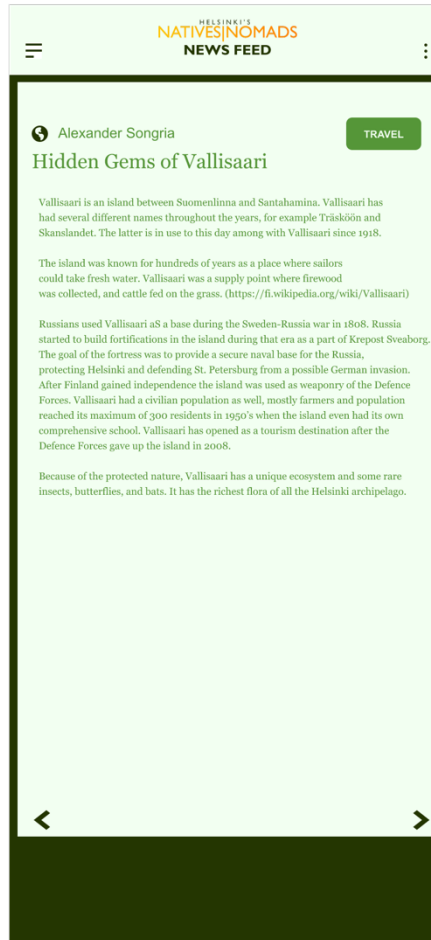 HELSINKI'S
NATIVES|NOMADS
NEWS FEED
Alexander Songria
TRAVEL
Hidden Gems of Vallisaari
Vallisaari is an island between Suomenlinna and Santahamina. Vallisaari has
had several different names throughout the years, for example Träskön and
Skanslandet. The latter is in use to this day among with Vallisaari since 1918.
The island was known for hundreds of years as a place where sailors
could take fresh water. Vallisaari was a supply point where firewood
was collected, and cattle fed on the grass. (https://fi.wikipedia.org/wiki/Vallisaari)
Russians used Vallisaari aS a base during the Sweden-Russia war in 1808. Russia
started to build fortifications in the island during that era as a part of Krepost Sveaborg.
The goal of the fortress was to provide a secure naval base for the Russia,
protecting Helsinki and defending St. Petersburg from a possible German invasion.
After Finland gained independence the island was used as weaponry of the Defence
Forces. Vallisaari had a civilian population as well, mostly farmers and population
reached its maximum of 300 residents in 1950's when the island even had its own
comprehensive school. Vallisaari has opened as a tourism destination after the
Defence Forces gave up the island in 2008.
Because of the protected nature, Vallisaari has a unique ecosystem and some rare
insects, butterflies, and bats. It has the richest flora of all the Helsinki archipelago.